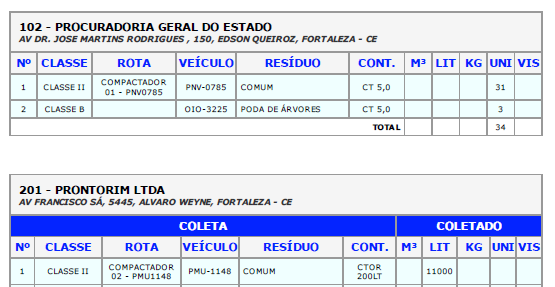 102 - PROCURADORIA GERAL DO ESTADO
AV DR. JOSE MARTINS RODRIGUES , 150, EDSON QUEIROZ, FORTALEZA - CE
Nº CLASSE ROTA VEÍCULO RESÍDUO CONT. M³ LIT KG UNI VIS
1 CLASSE II COMPACTADOR 01 - PNV0785 PNV-0785 COMUM CT 5,0 31
2 CLASSE B OIO-3225 PODA DE ÁRVORES CT 5,0 3
TOTAL 34
201 - PRONTORIM LTDA
AV FRANCISCO SÁ, 5445, ALVARO WEYNE, FORTALEZA - CE
COLETA COLETADO
Nº CLASSE ROTA VEÍCULO RESÍDUO CONT. M³ LIT KG UNI VIS
1 CLASSE II COMPACTADOR 02 - PMU1148 PMU-1148 COMUM CTOR 200LT 11000